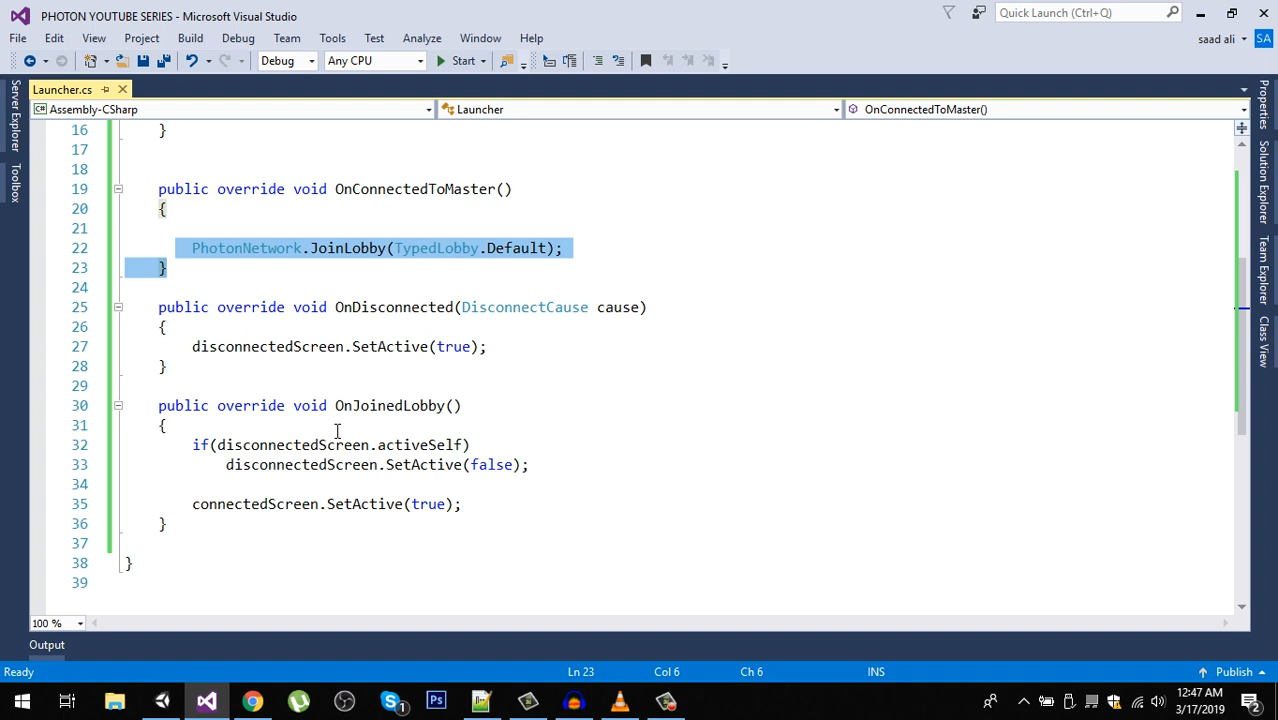 PHOTON YOUTUBE SERIES - Microsoft Visual Studio
Quick Launch (Ctrl+Q)
File Edit View Project Build Debug Team Tools Test Analyze Window Help
saad ali SA
Debug Any CPU Start
Launcher.cs
Assembly-CSharp Launcher OnConnectedToMaster()
Server Explorer
Toolbox
Properties
Solution Explorer
Team Explorer
Class View
16 }
17
18
19 public override void OnConnectedToMaster()
20 {
21
22 PhotonNetwork.JoinLobby(TypedLobby.Default);
23 }
24
25 public override void OnDisconnected(DisconnectCause cause)
26 {
27 disconnectedScreen.SetActive(true);
28 }
29
30 public override void OnJoinedLobby()
31 {
32 if(disconnectedScreen.activeSelf)
33 disconnectedScreen.SetActive(false);
34
35 connectedScreen.SetActive(true);
36 }
37
38 }
39
100 %
Output
Ready Ln 23 Col 6 Ch 6 INS Publish
12:47 AM
3/17/2019